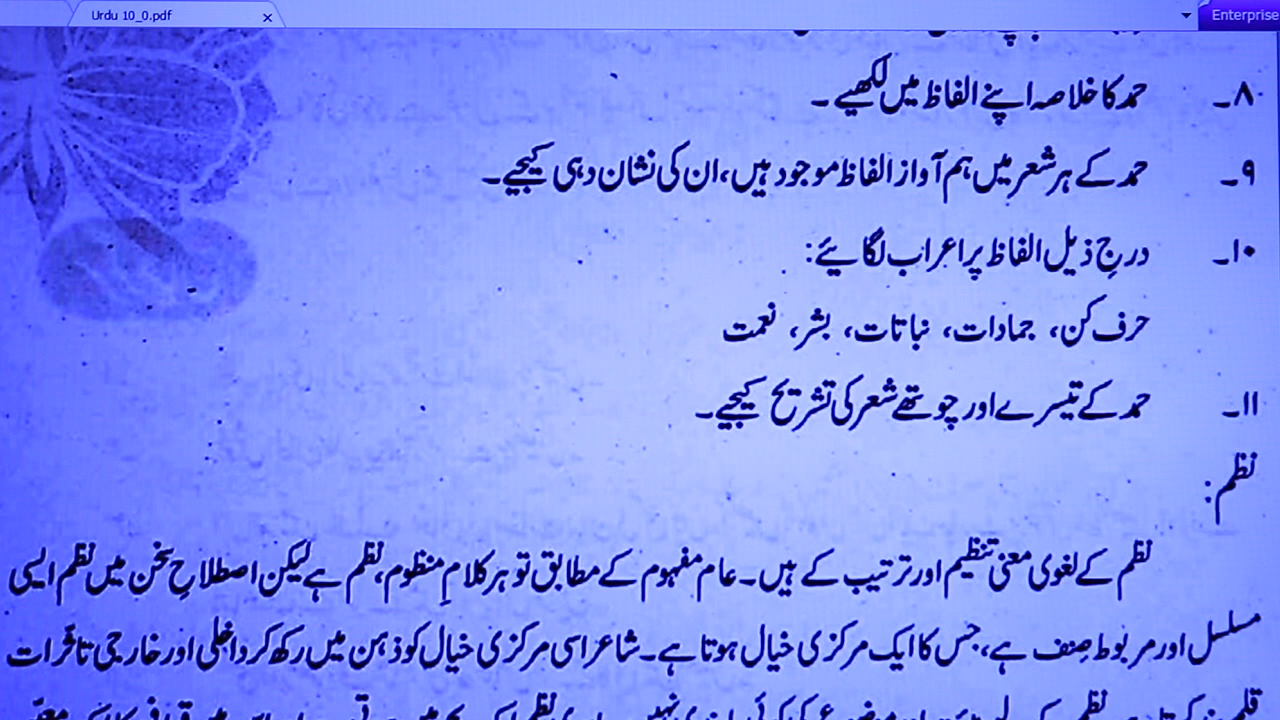 Urdu 10_0.pdf
Enterprise
۸۔ حمد کا خلاصہ اپنے الفاظ میں لکھیے۔
۹۔ حمد کے ہر شعر میں ہم آواز الفاظ موجود ہیں، ان کی نشان دہی کیجیے۔
۱۰۔ درجِ ذیل الفاظ پر اعراب لگائیے:
حرف کن، جمادات، نباتات، بشر، نعمت
۱۱۔ حمد کے تیسرے اور چوتھے شعر کی تشریح کیجیے۔
نظم:
نظم کے لغوی معنی تنظیم اور ترتیب کے ہیں۔ عام مفہوم کے مطابق تو ہر کلامِ منظوم، نظم ہے لیکن اصطلاحِ سخن میں نظم ایسی
مسلسل اور مربوط صِنف ہے، جس کا ایک مرکزی خیال ہوتا ہے۔ شاعر اسی مرکزی خیال کو ذہن میں رکھ کر داخلی اور خارجی تاثرات